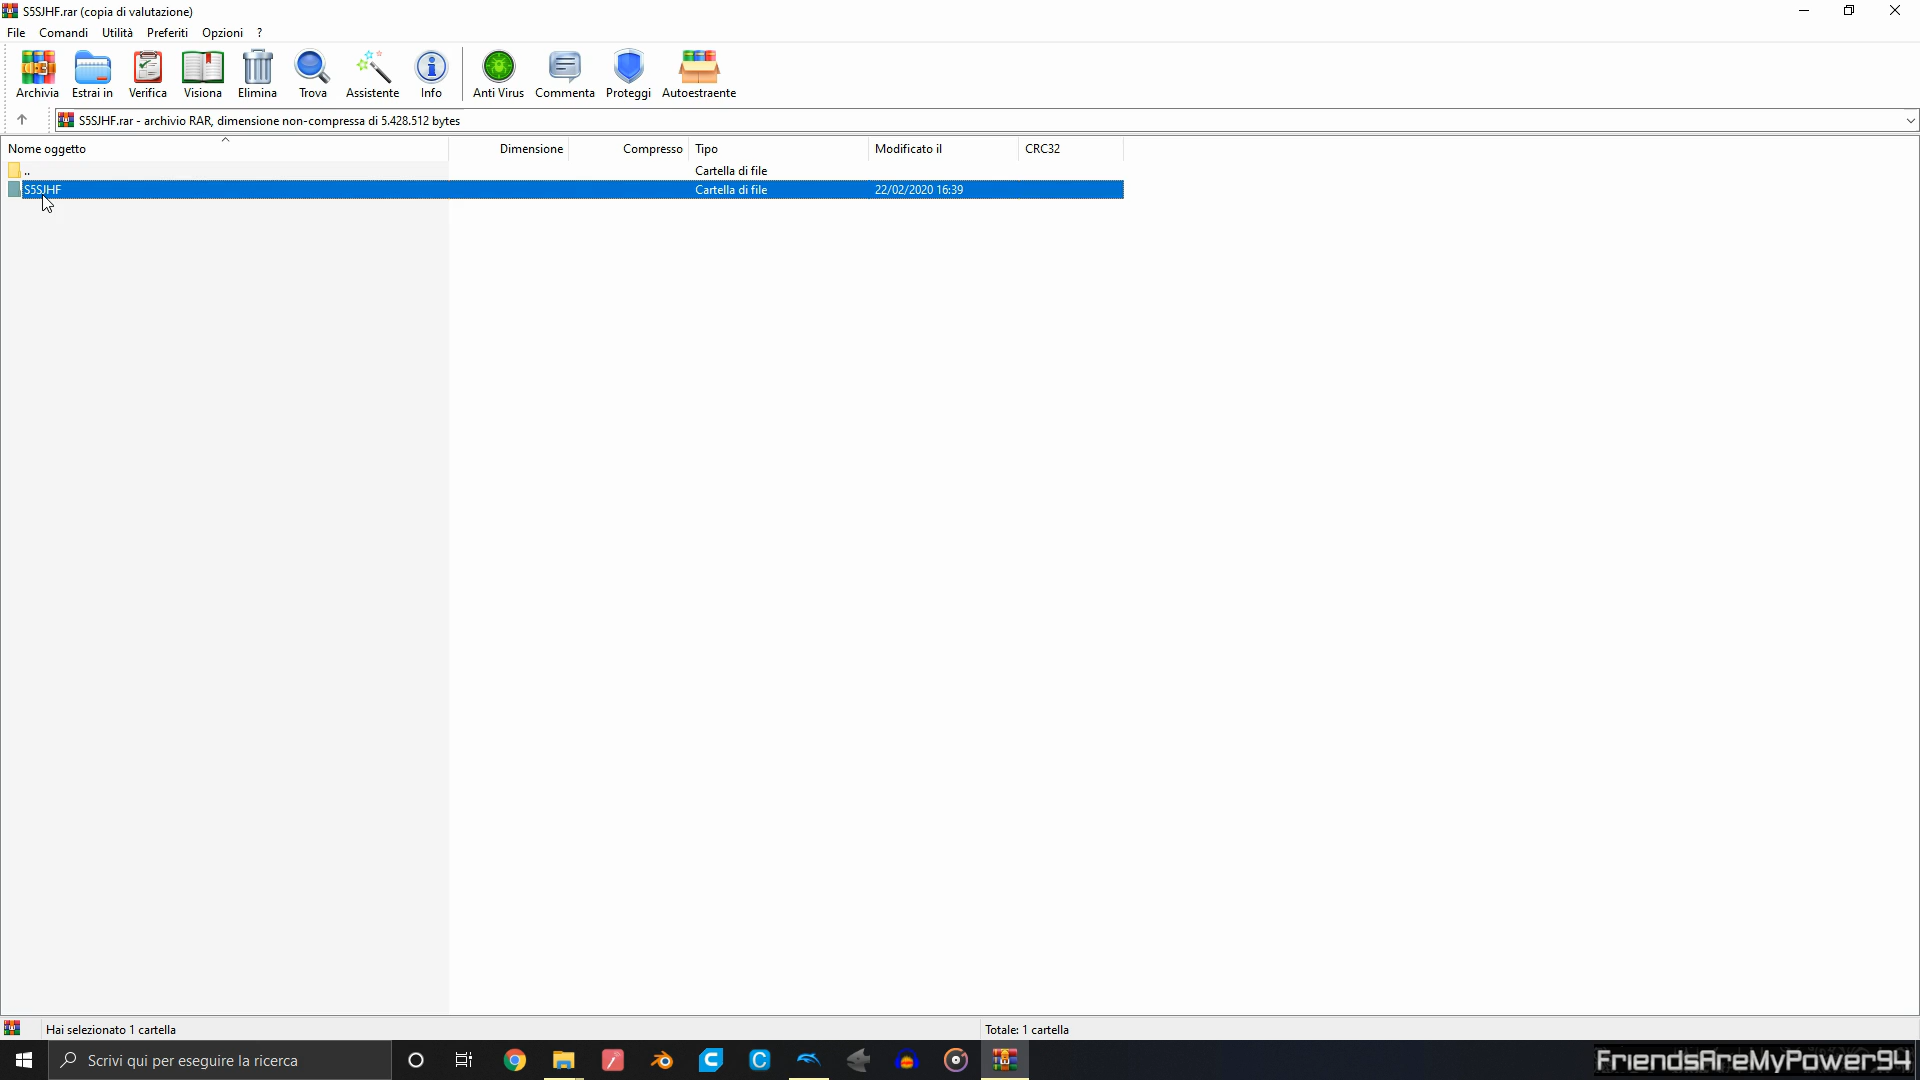 S5SJHF.rar (copia di valutazione)
File Comandi Utilità Preferiti Opzioni ?
Archivia Estrai in Verifica Visiona Elimina Trova Assistente Info Anti Virus Commenta Proteggi Autoestraente
S5SJHF.rar - archivio RAR, dimensione non-compressa di 5.428.512 bytes
Nome oggetto Dimensione Compresso Tipo Modificato il CRC32
.. Cartella di file
S5SJHF Cartella di file 22/02/2020 16:39
Hai selezionato 1 cartella Totale: 1 cartella
Scrivi qui per eseguire la ricerca
FriendsAreMyPower94